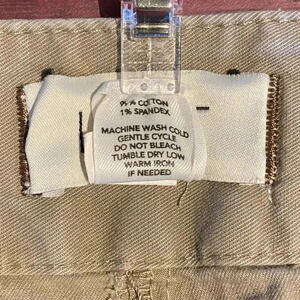 % COTTON
1% SPANDEX
MACHINE WASH COLD
GENTLE CYCLE
DO NOT BLEACH
TUMBLE DRY LOW
WARM IRON
IF NEEDED